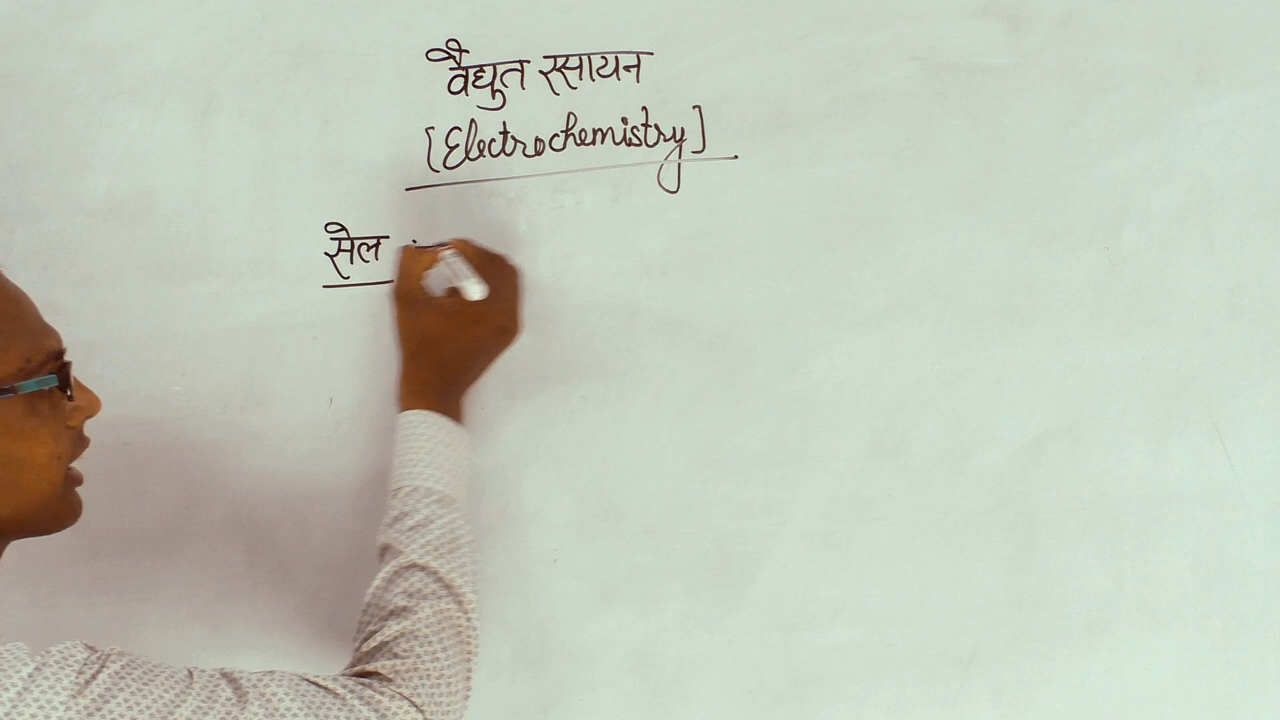 वैद्युत रसायन
[Electrochemistry]
सेल :-